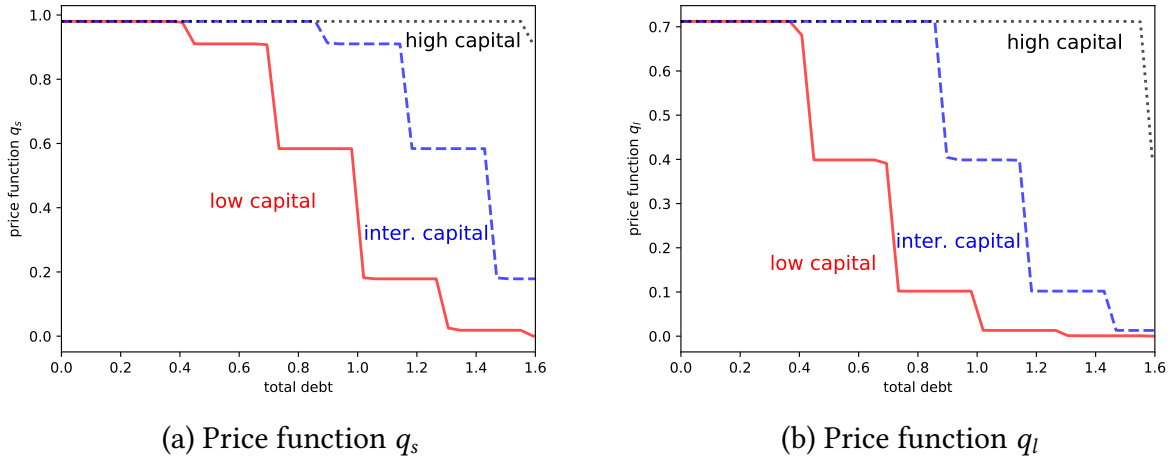 1.0
0.8
0.6
0.4
0.2
0.0
price function q_s
high capital
low capital
inter. capital
0.0 0.2 0.4 0.6 0.8 1.0 1.2 1.4 1.6
total debt
(a) Price function q_s
0.7
0.6
0.5
0.4
0.3
0.2
0.1
0.0
price function q_l
high capital
inter. capital
low capital
0.0 0.2 0.4 0.6 0.8 1.0 1.2 1.4 1.6
total debt
(b) Price function q_l